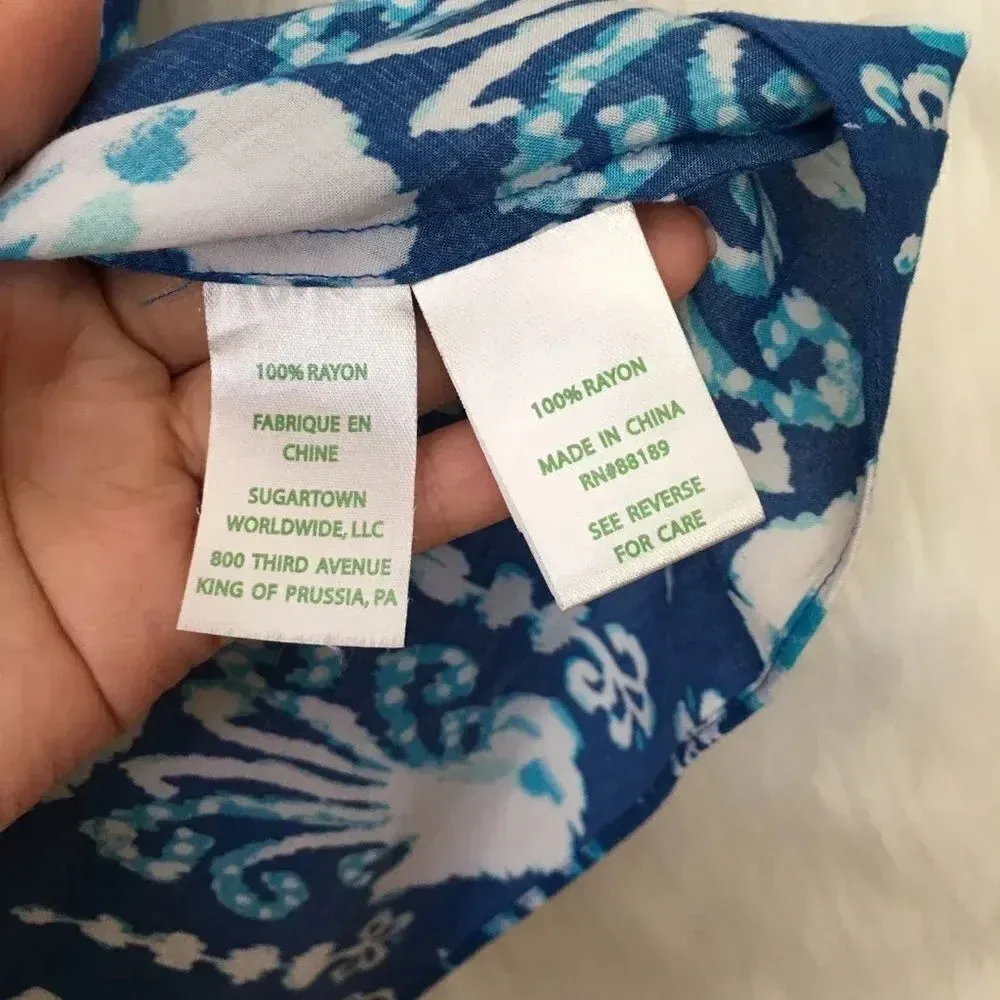 100% RAYON
FABRIQUE EN
CHINE
SUGARTOWN
WORLDWIDE, LLC
800 THIRD AVENUE
KING OF PRUSSIA, PA
100% RAYON
MADE IN CHINA
RN#88189
SEE REVERSE
FOR CARE